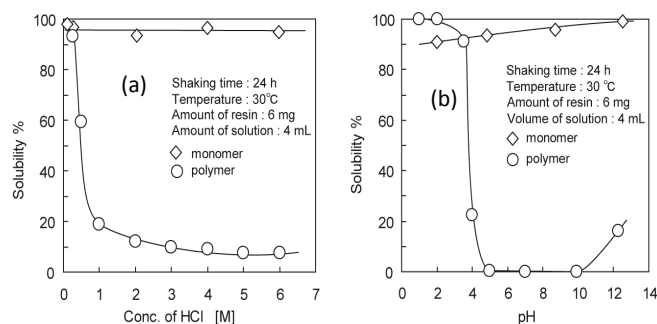 100
80
60
40
20
0
Solubility %
(a)
Shaking time : 24 h
Temperature : 30℃
Amount of resin : 6 mg
Amount of solution : 4 mL
monomer
polymer
0 1 2 3 4 5 6 7
Conc. of HCl [M]
100
80
60
40
20
0
Solubility %
(b)
Shaking time : 24 h
Temperature : 30℃
Amount of resin : 6 mg
Volume of solution : 4 mL
monomer
polymer
0 2 4 6 8 10 12 14
pH